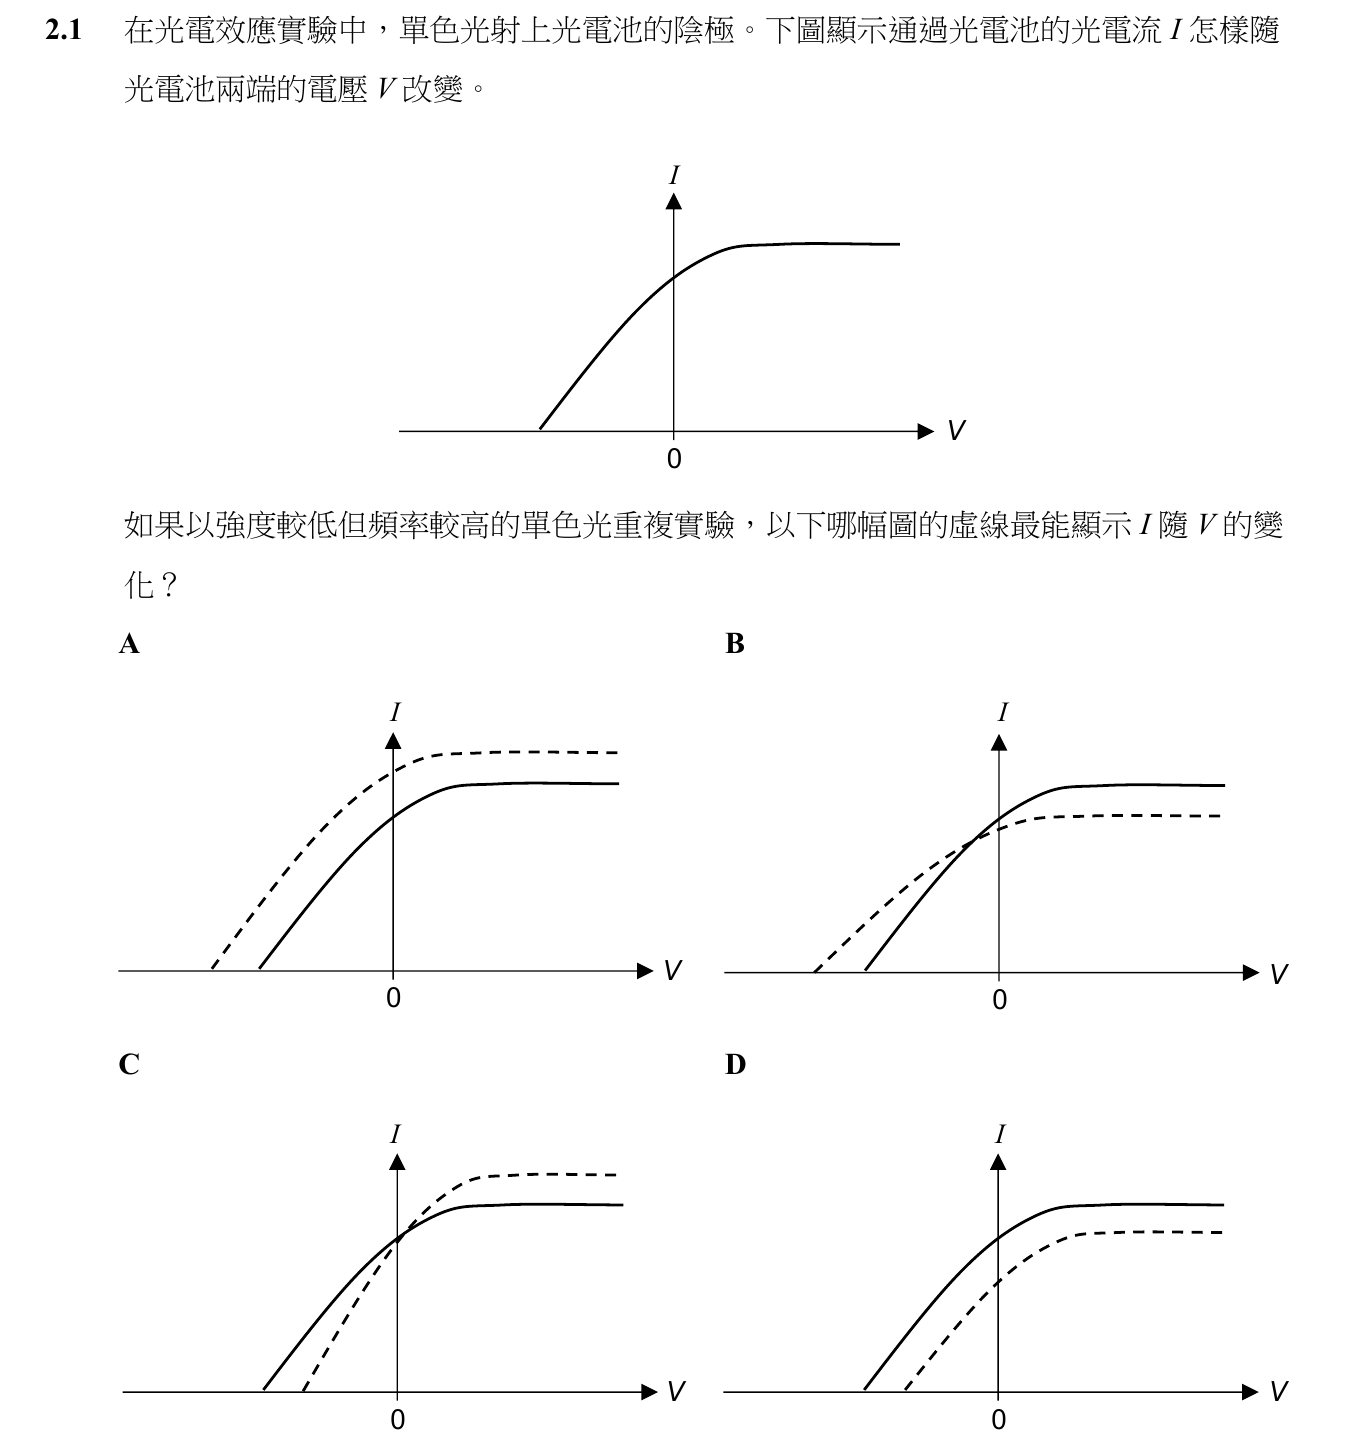 2.1 在光電效應實驗中，單色光射上光電池的陰極。下圖顯示通過光電池的光電流 I 怎樣隨
光電池兩端的電壓 V 改變。
I
V
0
如果以強度較低但頻率較高的單色光重複實驗，以下哪幅圖的虛線最能顯示 I 隨 V 的變
化？
A B
I I
V V
0 0
C D
I I
V V
0 0